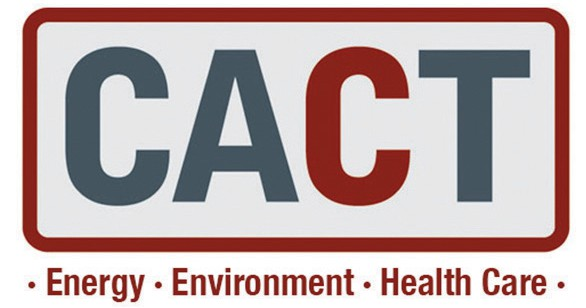 CACT
· Energy · Environment · Health Care ·